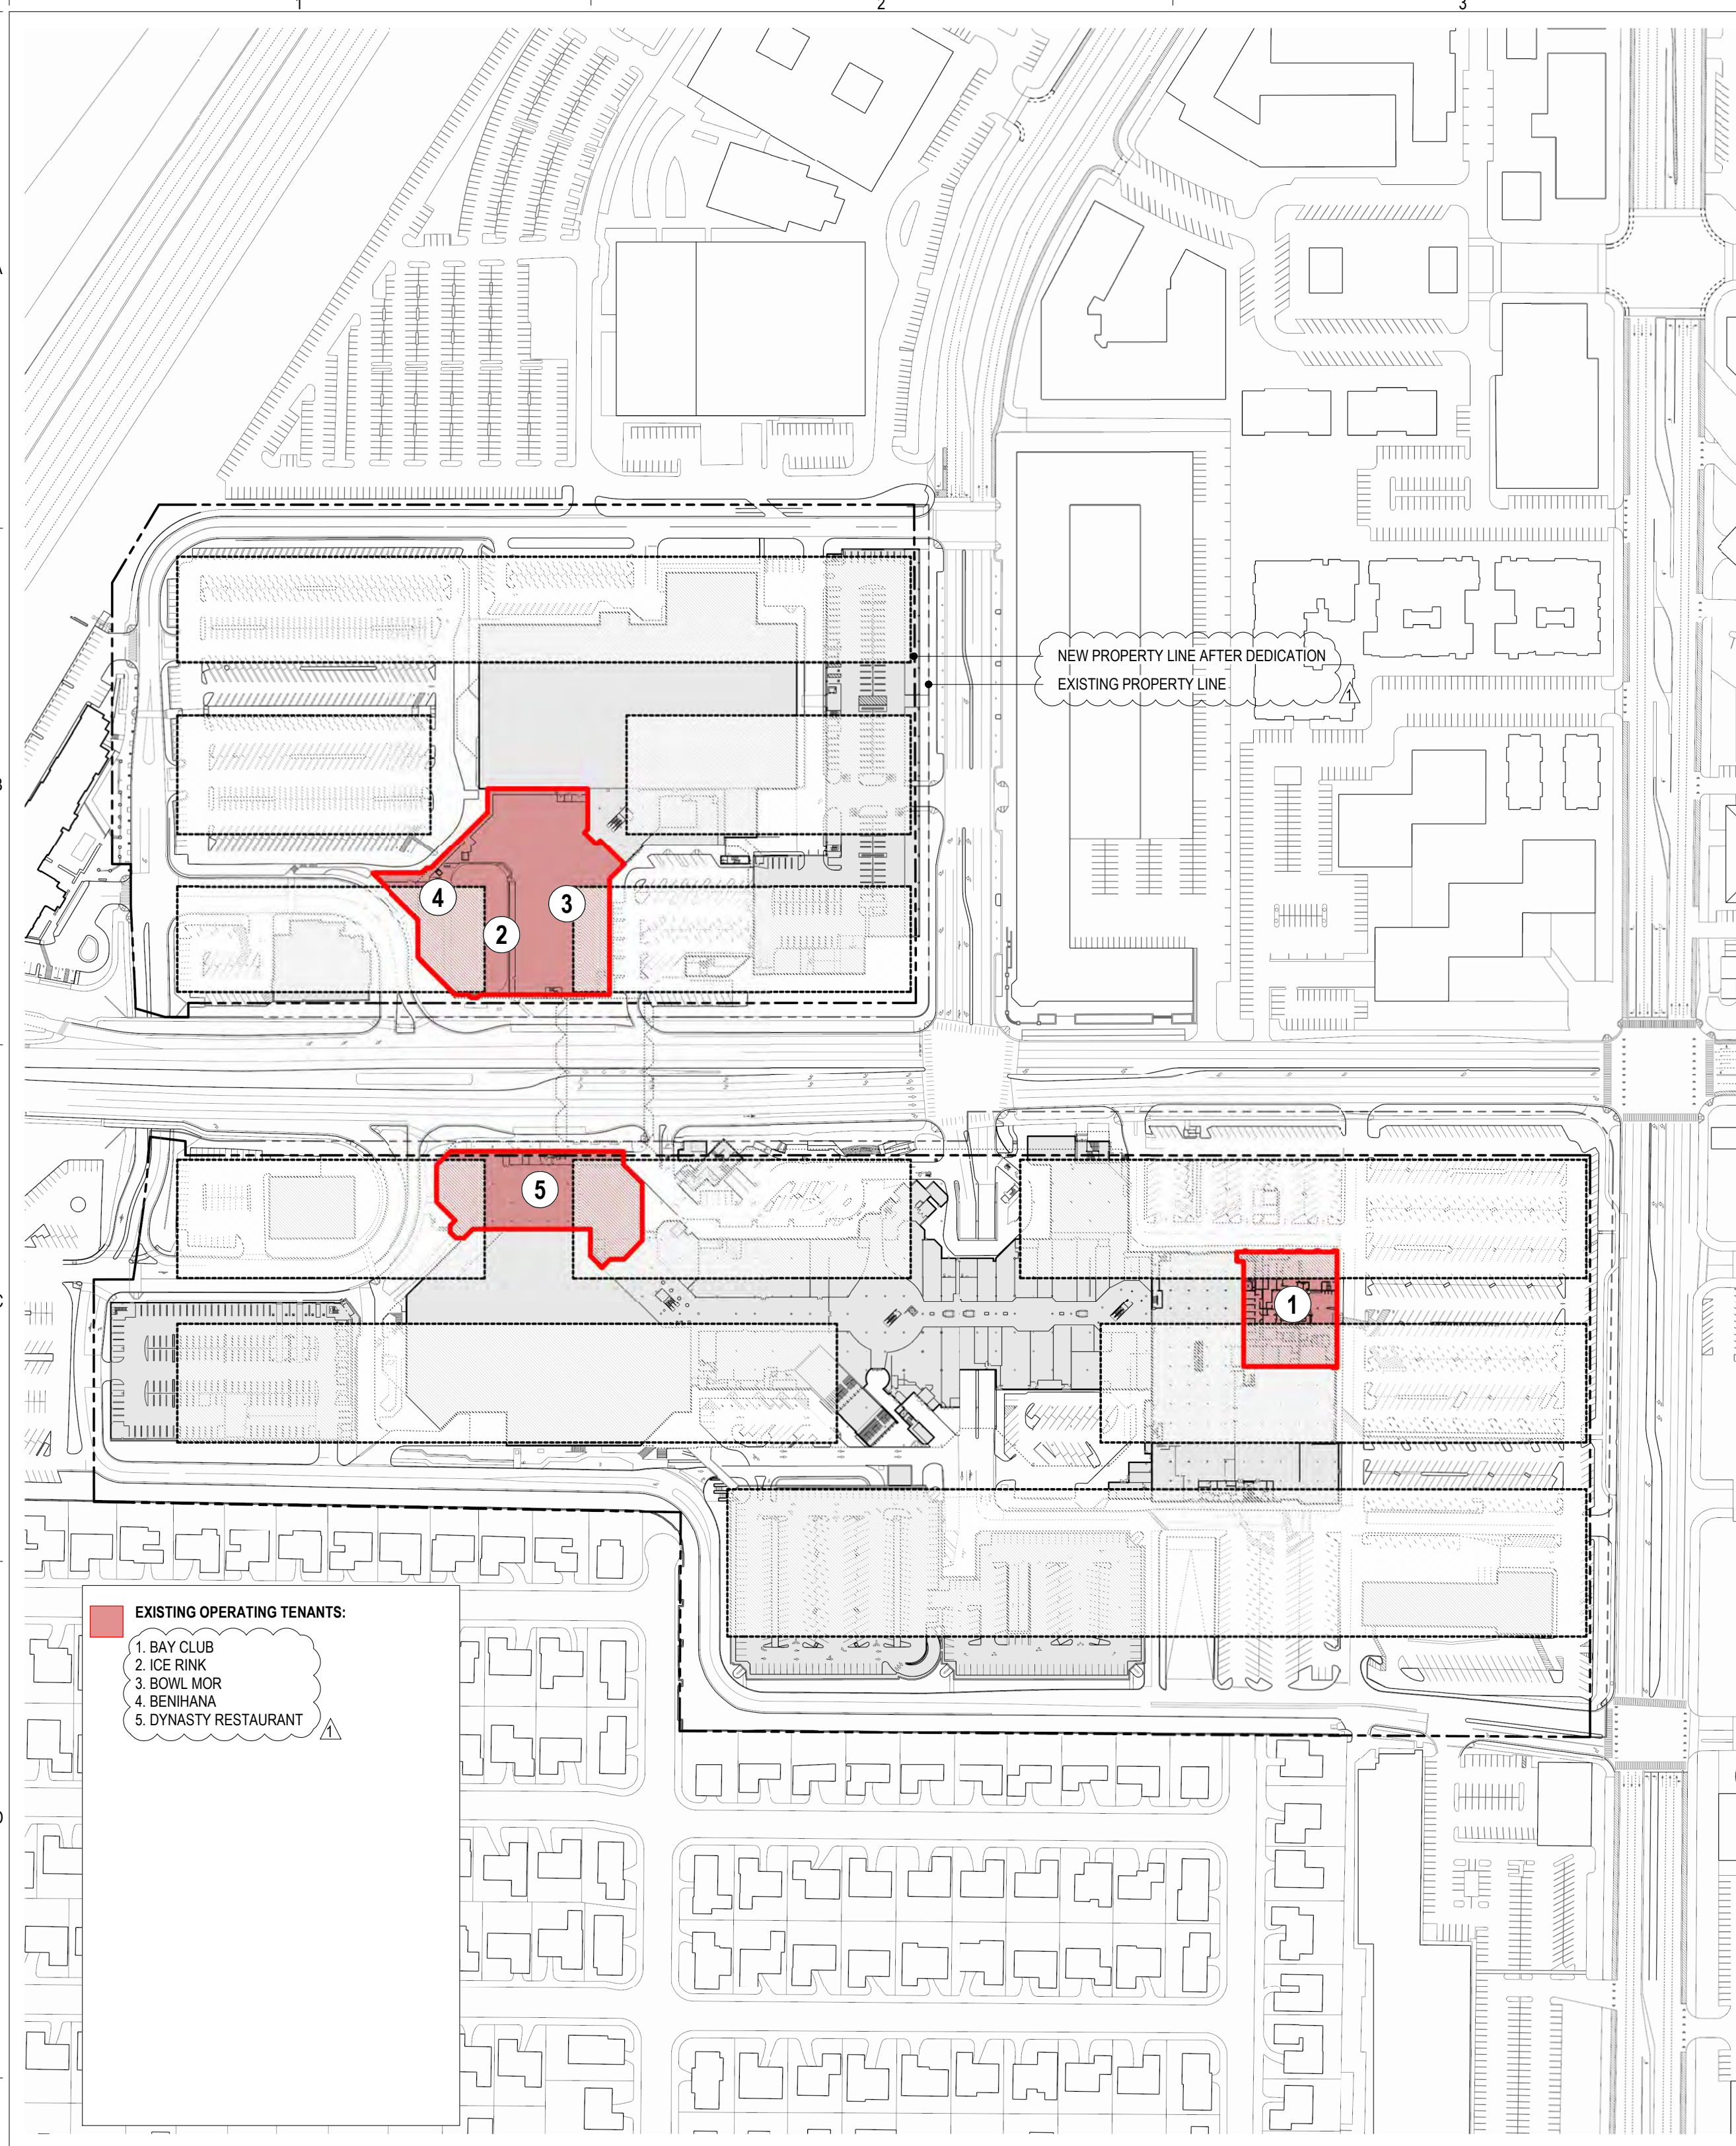 1
2
3
A
NEW PROPERTY LINE AFTER DEDICATION
EXISTING PROPERTY LINE
1
B
4
3
2
5
C
1
EXISTING OPERATING TENANTS:
1. BAY CLUB
2. ICE RINK
3. BOWL MOR
4. BENIHANA
5. DYNASTY RESTAURANT
1
D